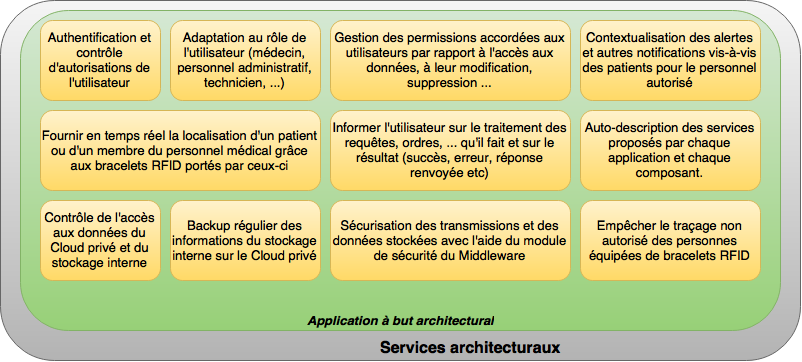 Authentification et
contrôle
d'autorisations de
l'utilisateur
Adaptation au rôle de
l'utilisateur (médecin,
personnel administratif,
technicien, ...)
Gestion des permissions accordées aux
utilisateurs par rapport à l'accès aux
données, à leur modification,
suppression ...
Contextualisation des alertes
et autres notifications vis-à-vis
des patients pour le personnel
autorisé
Fournir en temps réel la localisation d'un patient
ou d'un membre du personnel médical grâce
aux bracelets RFID portés par ceux-ci
Informer l'utilisateur sur le traitement des
requêtes, ordres, ... qu'il fait et sur le
résultat (succès, erreur, réponse
renvoyée etc)
Auto-description des services
proposés par chaque
application et chaque
composant.
Contrôle de l'accès
aux données du
Cloud privé et du
stockage interne
Backup régulier des
informations du stockage
interne sur le Cloud privé
Sécurisation des transmissions et des
données stockées avec l'aide du module
de sécurité du Middleware
Empêcher le traçage non
autorisé des personnes
équipées de bracelets RFID
Application à but architectural
Services architecturaux